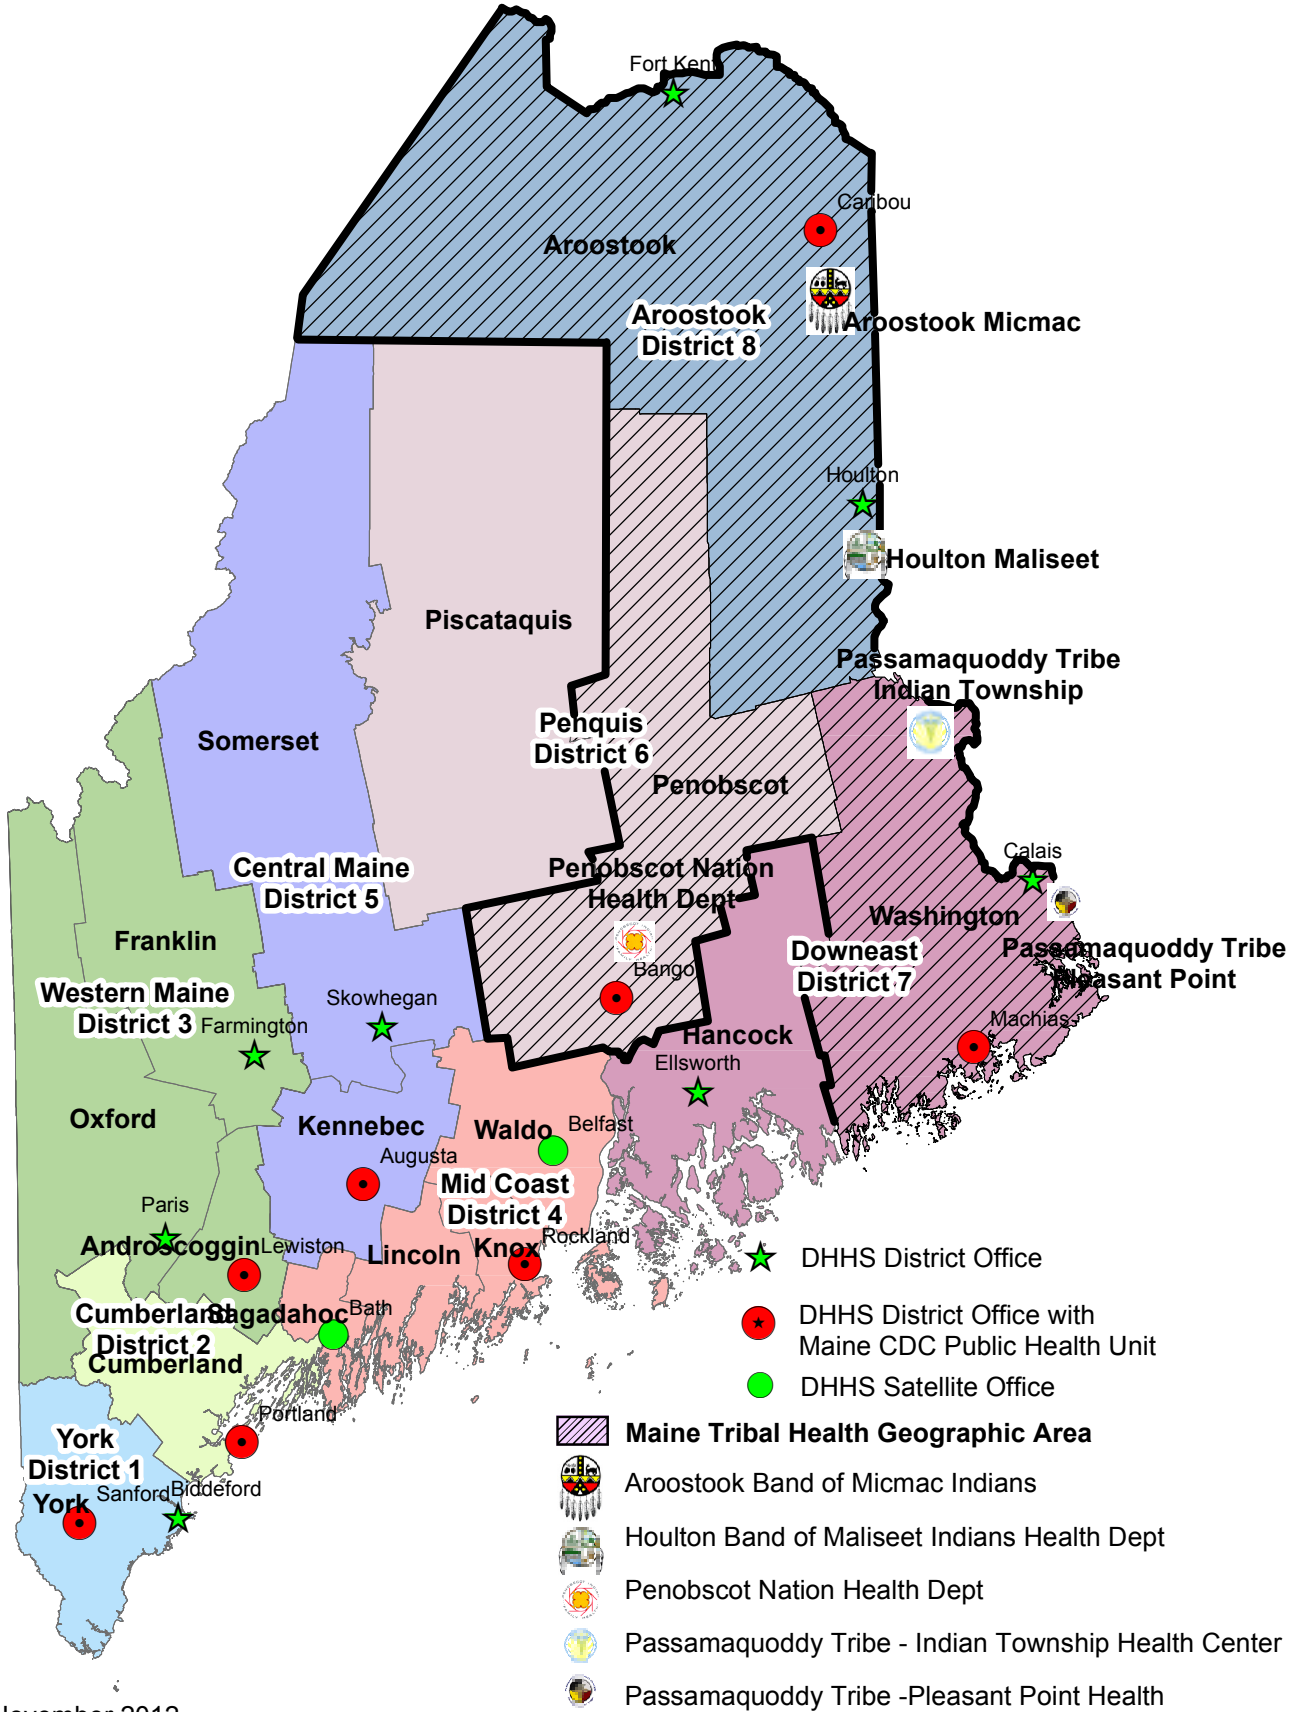 Fort Kent
Caribou
Aroostook
Aroostook
District 8
Aroostook Micmac
Houlton
Houlton Maliseet
Piscataquis
Passamaquoddy Tribe
Indian Township
Somerset
Penquis
District 6
Penobscot
Calais
Central Maine
District 5
Penobscot Nation
Health Dept
Washington
Franklin
Downeast
District 7
Passamaquoddy Tribe
Pleasant Point
Bangor
Western Maine
District 3
Skowhegan
Farmington
Machias
Hancock
Ellsworth
Oxford
Kennebec
Waldo
Belfast
Augusta
Mid Coast
District 4
Paris
Androscoggin
Lewiston
Lincoln
Knox
Rockland
DHHS District Office
Cumberland
District 2
Sagadahoc
Bath
DHHS District Office with
Maine CDC Public Health Unit
Cumberland
DHHS Satellite Office
Portland
Maine Tribal Health Geographic Area
York
District 1
York
Sanford
Biddeford
Aroostook Band of Micmac Indians
Houlton Band of Maliseet Indians Health Dept
Penobscot Nation Health Dept
Passamaquoddy Tribe - Indian Township Health Center
Passamaquoddy Tribe -Pleasant Point Health